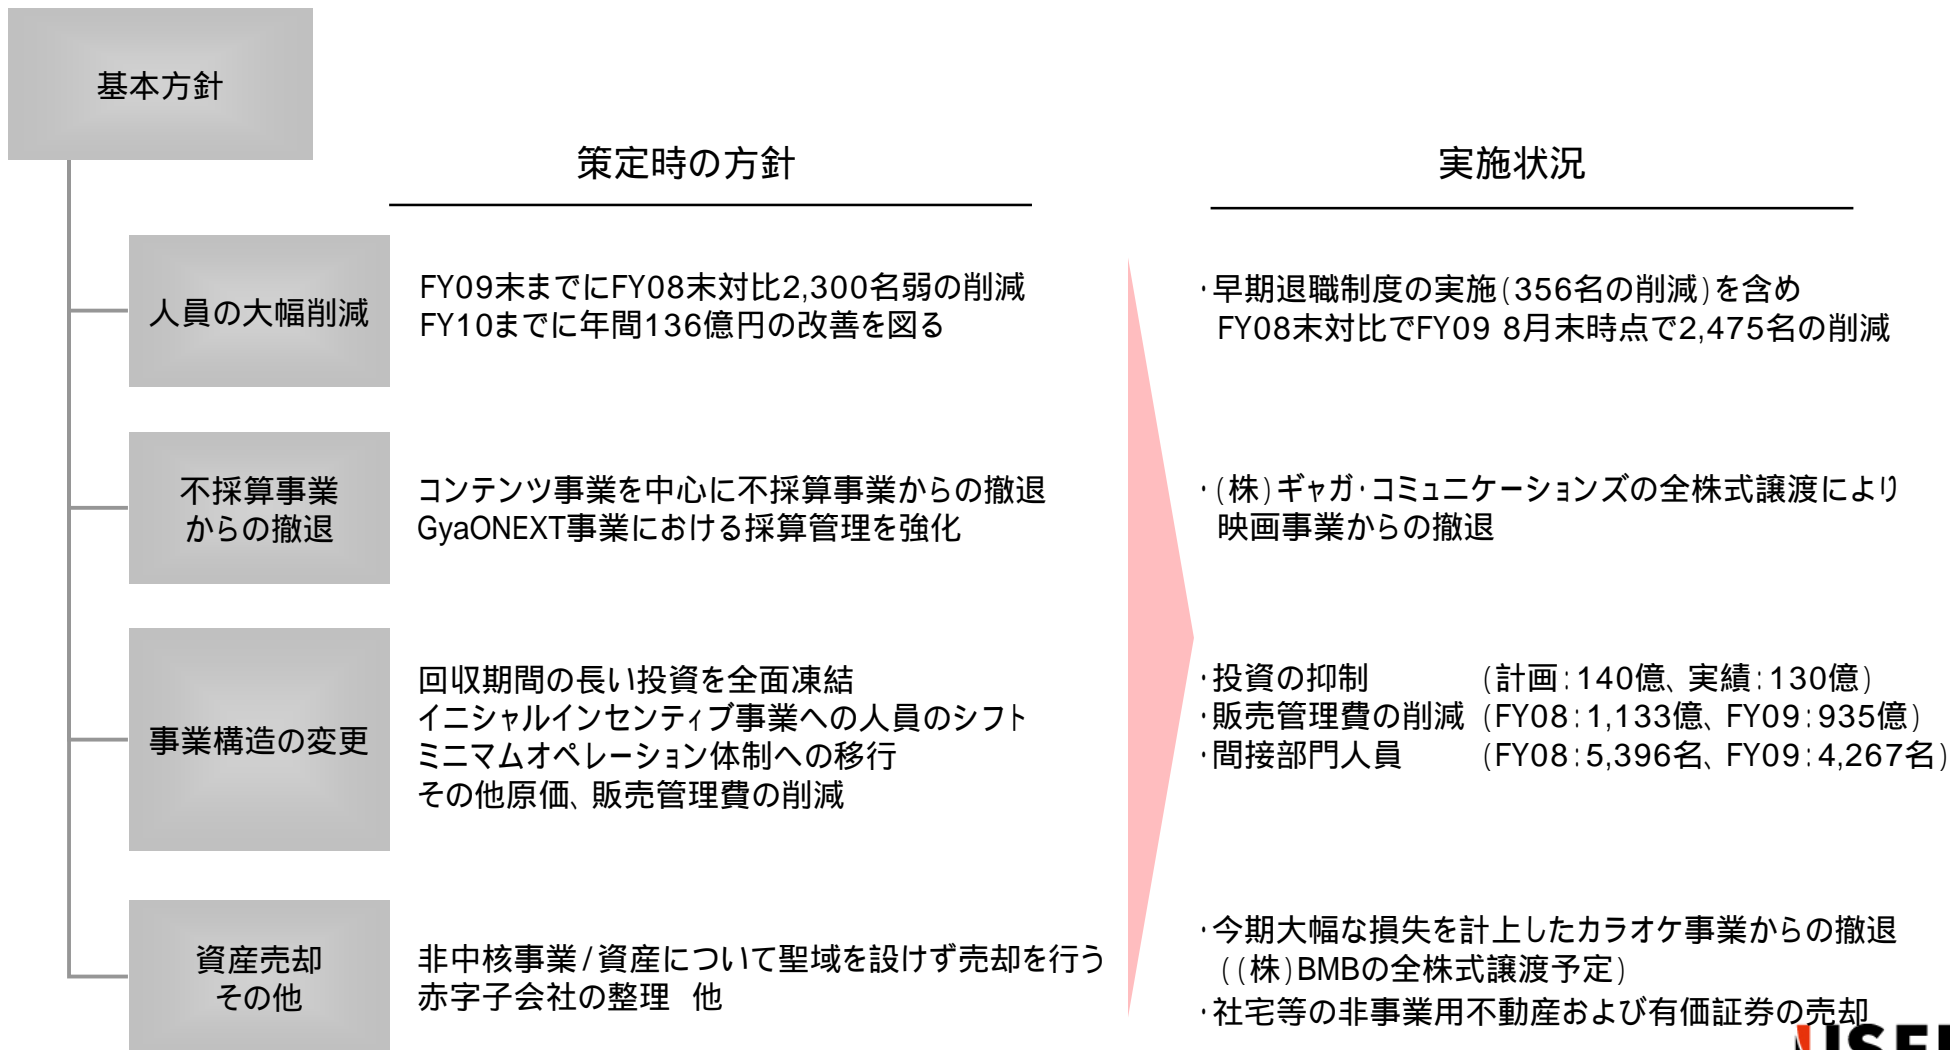 基本方針
策定時の方針
実施状況
人員の大幅削減
FY09末までにFY08末対比2,300名弱の削減
FY10までに年間136億円の改善を図る
・早期退職制度の実施(356名の削減)を含め
FY08末対比でFY09 8月末時点で2,475名の削減
不採算事業
からの撤退
コンテンツ事業を中心に不採算事業からの撤退
GyaONEXT事業における採算管理を強化
・(株)ギャガ・コミュニケーションズの全株式譲渡により
映画事業からの撤退
事業構造の変更
回収期間の長い投資を全面凍結
イニシャルインセンティブ事業への人員のシフト
ミニマムオペレーション体制への移行
その他原価、販売管理費の削減
・投資の抑制 (計画:140億、実績:130億)
・販売管理費の削減 (FY08:1,133億、FY09:935億)
・間接部門人員 (FY08:5,396名、FY09:4,267名)
資産売却
その他
非中核事業/資産について聖域を設けず売却を行う
赤字子会社の整理 他
・今期大幅な損失を計上したカラオケ事業からの撤退
((株)BMBの全株式譲渡予定)
・社宅等の非事業用不動産および有価証券の売却